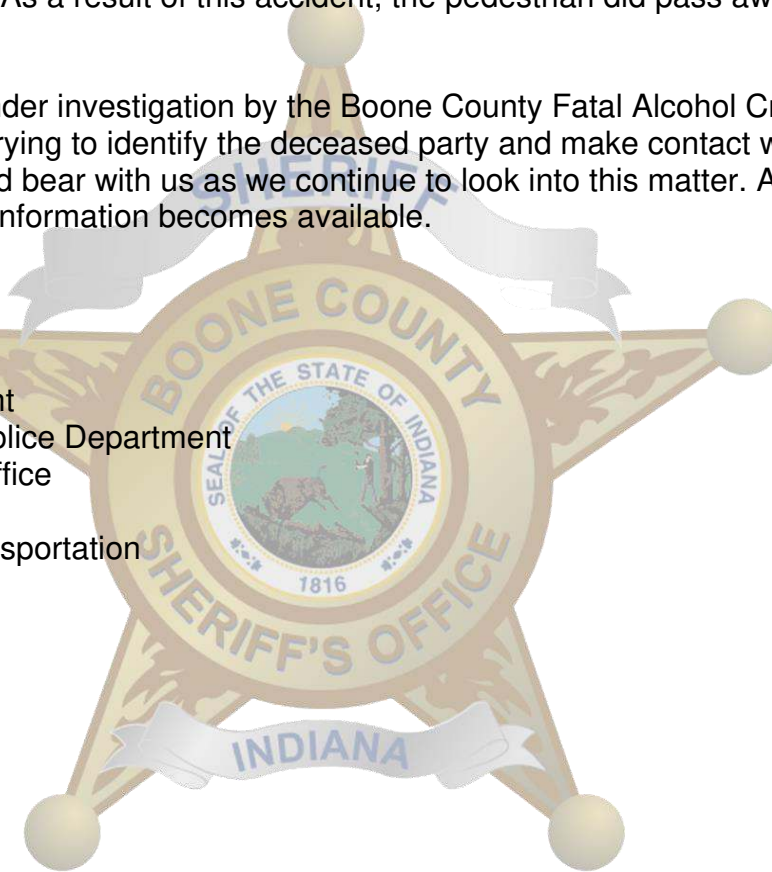 As a result of this accident, the pedestrian did pass aw
nder investigation by the Boone County Fatal Alcohol Cr
rying to identify the deceased party and make contact w
d bear with us as we continue to look into this matter. A
nformation becomes available.
SHERIFF
BOONE COUNTY
SEAL OF THE STATE OF INDIANA
nt
olice Department
ffice
sportation
1816
SHERIFF'S OFFICE
INDIANA